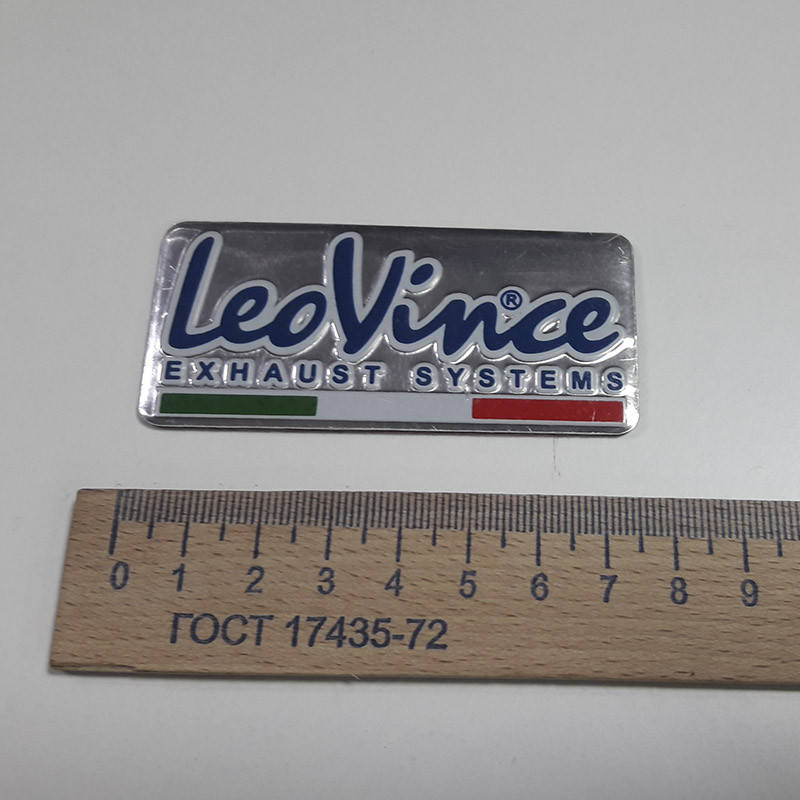 LeoVince®
EXHAUST SYSTEMS
0 1 2 3 4 5 6 7 8 9
ГОСТ 17435-72